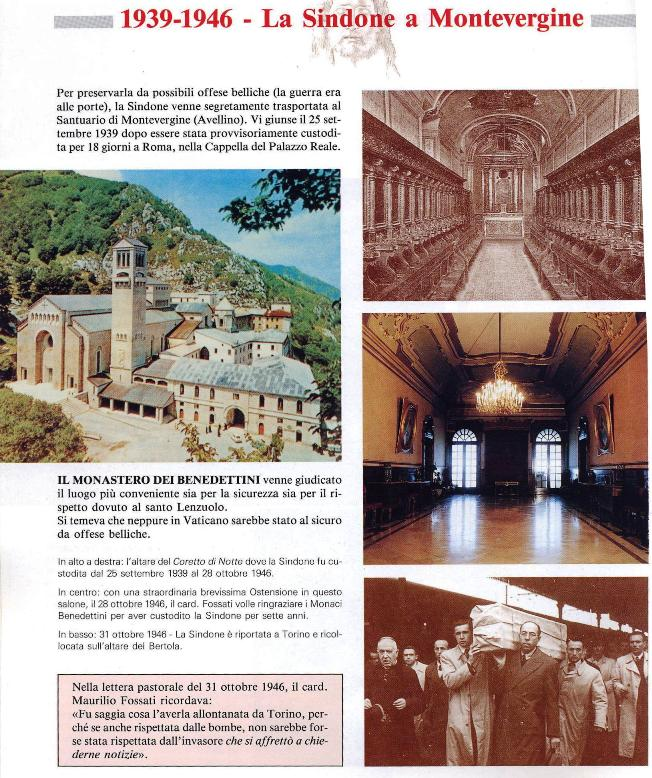 1939-1946 - La Sindone a Montevergine
Per preservarla da possibili offese belliche (la guerra era
alle porte), la Sindone venne segretamente trasportata al
Santuario di Montevergine (Avellino). Vi giunse il 25 set-
tembre 1939 dopo essere stata provvisoriamente custodi-
ta per 18 giorni a Roma, nella Cappella del Palazzo Reale.
IL MONASTERO DEI BENEDETTINI venne giudicato
il luogo più conveniente sia per la sicurezza sia per il ri-
spetto dovuto al santo Lenzuolo.
Si temeva che neppure in Vaticano sarebbe stato al sicuro
da offese belliche.
In alto a destra: l'altare del Coretto di Notte dove la Sindone fu cu-
stodita dal 25 settembre 1939 al 28 ottobre 1946.
In centro: con una straordinaria brevissima Ostensione in questo
salone, il 28 ottobre 1946, il card. Fossati volle ringraziare i Monaci
Benedettini per aver custodito la Sindone per sette anni.
In basso: 31 ottobre 1946 - La Sindone è riportata a Torino e ricol-
locata sull'altare dei Bertola.
Nella lettera pastorale del 31 ottobre 1946, il card.
Maurilio Fossati ricordava:
«Fu saggia cosa l'averla allontanata da Torino, per-
ché se anche rispettata dalle bombe, non sarebbe for-
se stata rispettata dall'invasore che si affrettò a chie-
derne notizie».